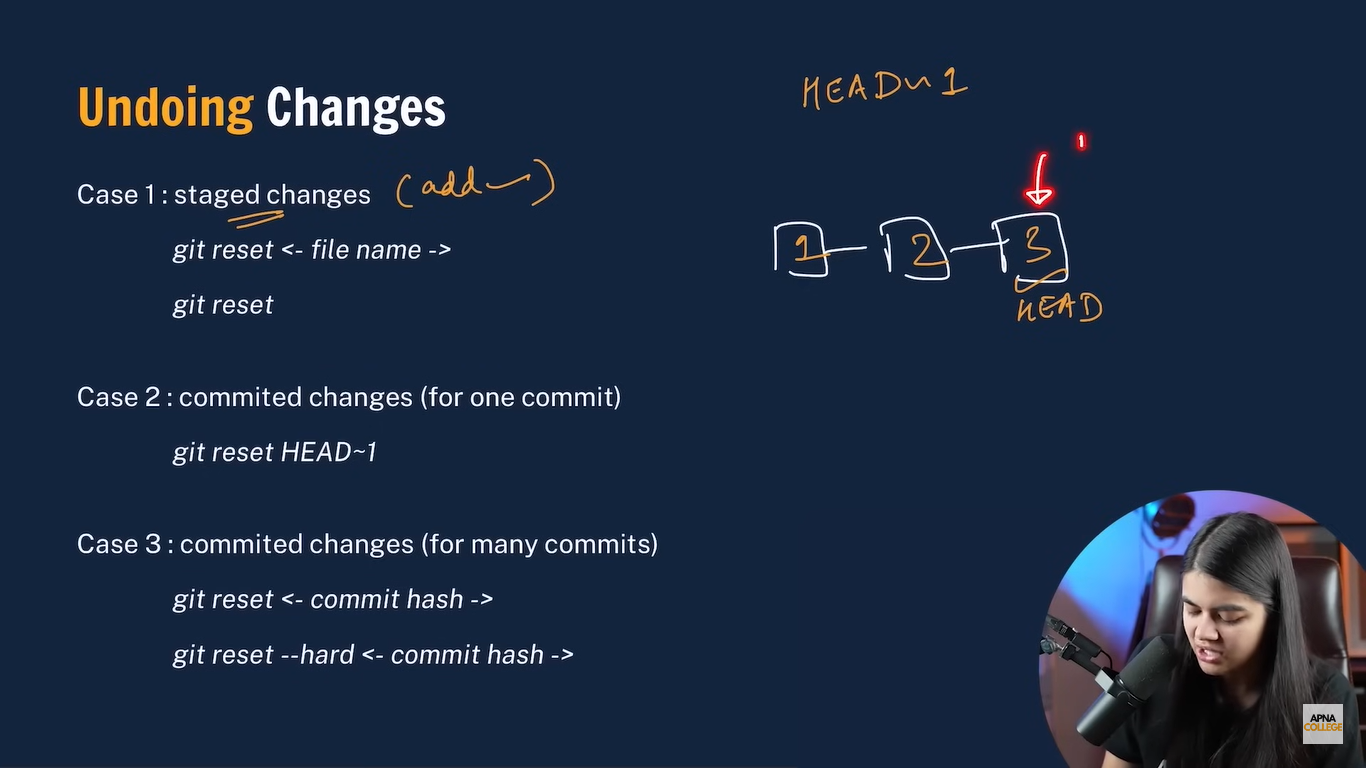 Undoing Changes
Case 1 : staged changes (add)
git reset <- file name ->
git reset
Case 2 : commited changes (for one commit)
git reset HEAD~1
Case 3 : commited changes (for many commits)
git reset <- commit hash ->
git reset --hard <- commit hash ->
HEAD~1
1 2 3
HEAD
APNA
COLLEGE